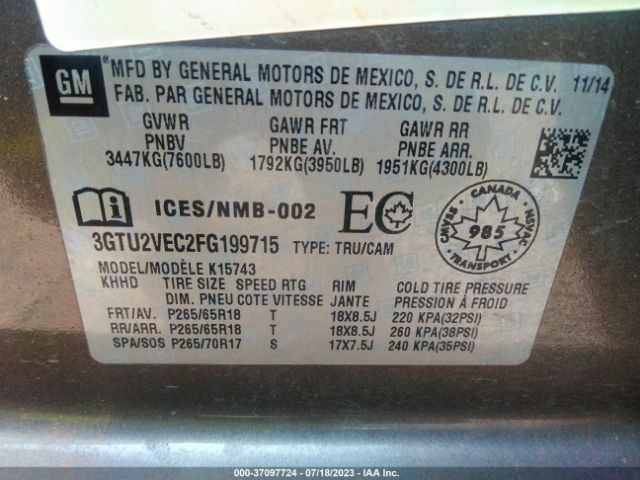 GM
MFD BY GENERAL MOTORS DE MEXICO, S. DE R.L. DE C.V. 11/14
FAB. PAR GENERAL MOTORS DE MEXICO, S. DE R.L. DE C.V.
GVWR GAWR FRT GAWR RR
PNBV PNBE AV. PNBE ARR.
3447KG(7600LB) 1792KG(3950LB) 1951KG(4300LB)
ICES/NMB-002 EC
CANADA
CMVSS 985 NSVAC
TRANSPORT
3GTU2VEC2FG199715 TYPE: TRU/CAM
MODEL/MODÈLE K15743
KHHD TIRE SIZE SPEED RTG RIM COLD TIRE PRESSURE
DIM. PNEU COTE VITESSE JANTE PRESSION À FROID
FRT/AV. P265/65R18 T 18X8.5J 220 KPA(32PSI)
RR/ARR. P265/65R18 T 18X8.5J 260 KPA(38PSI)
SPA/SOS P265/70R17 S 17X7.5J 240 KPA(35PSI)
000-37097724 - 07/18/2023 - IAA Inc.